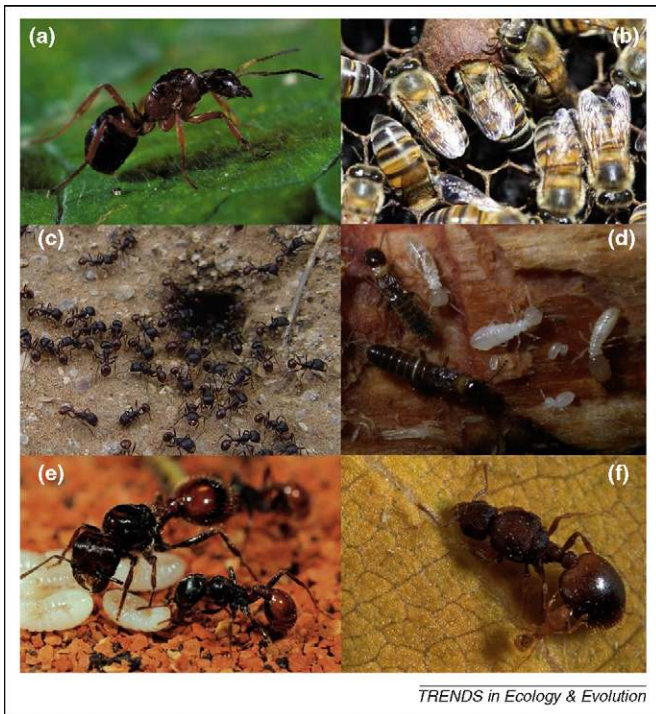 (a)
(b)
(c)
(d)
(e)
(f)
TRENDS in Ecology & Evolution